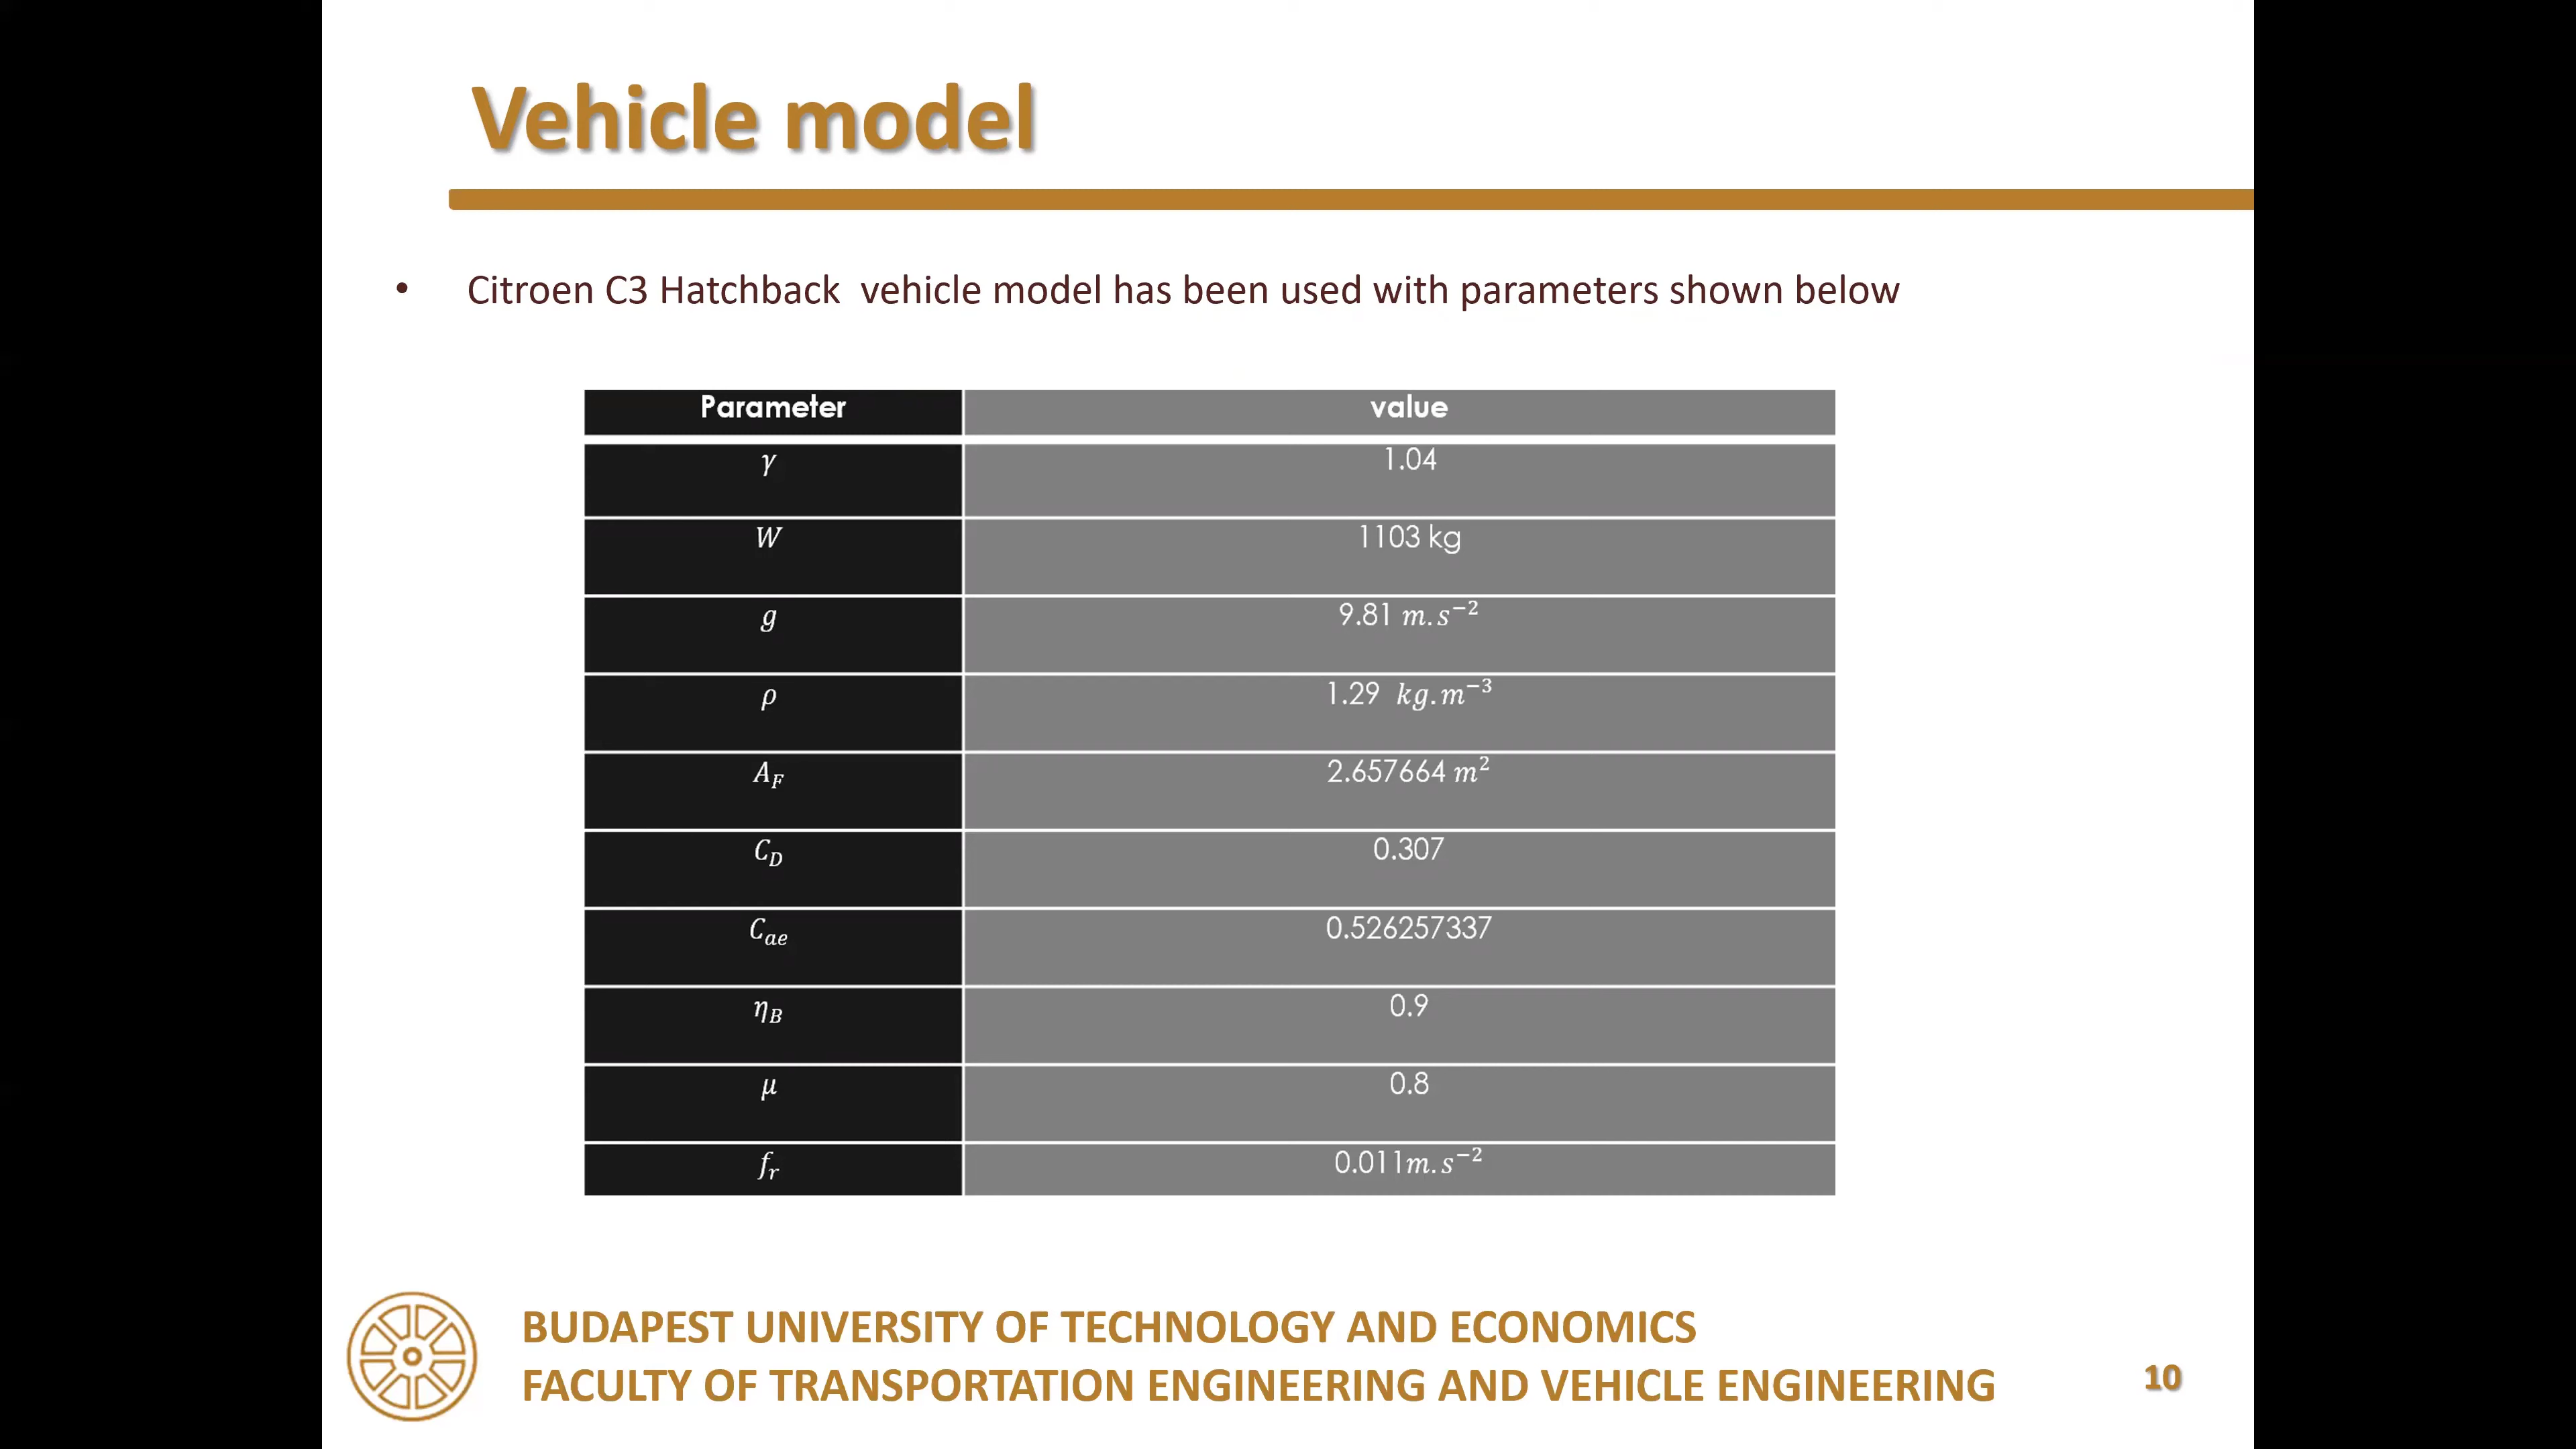 Vehicle model
• Citroen C3 Hatchback  vehicle model has been used with parameters shown below
Parameter value
γ 1.04
W 1103 kg
g 9.81 m.s⁻²
ρ 1.29 kg.m⁻³
A_F 2.657664 m²
C_D 0.307
C_ae 0.526257337
η_B 0.9
μ 0.8
f_r 0.011m.s⁻²
BUDAPEST UNIVERSITY OF TECHNOLOGY AND ECONOMICS
FACULTY OF TRANSPORTATION ENGINEERING AND VEHICLE ENGINEERING
10